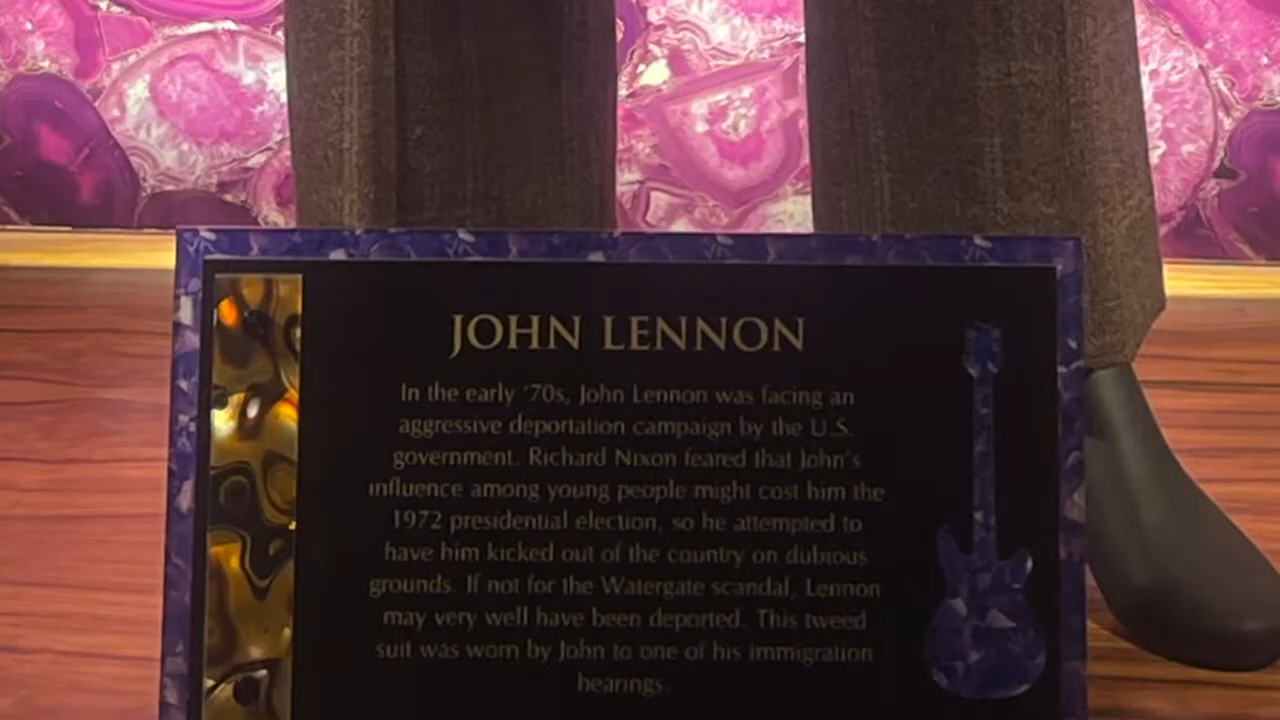 JOHN LENNON
In the early '70s, John Lennon was facing an
aggressive deportation campaign by the U.S.
government. Richard Nixon feared that John's
influence among young people might cost him the
1972 presidential election, so he attempted to
have him kicked out of the country on dubious
grounds. If not for the Watergate scandal, Lennon
may very well have been deported. This tweed
suit was worn by John to one of his immigration
hearings.